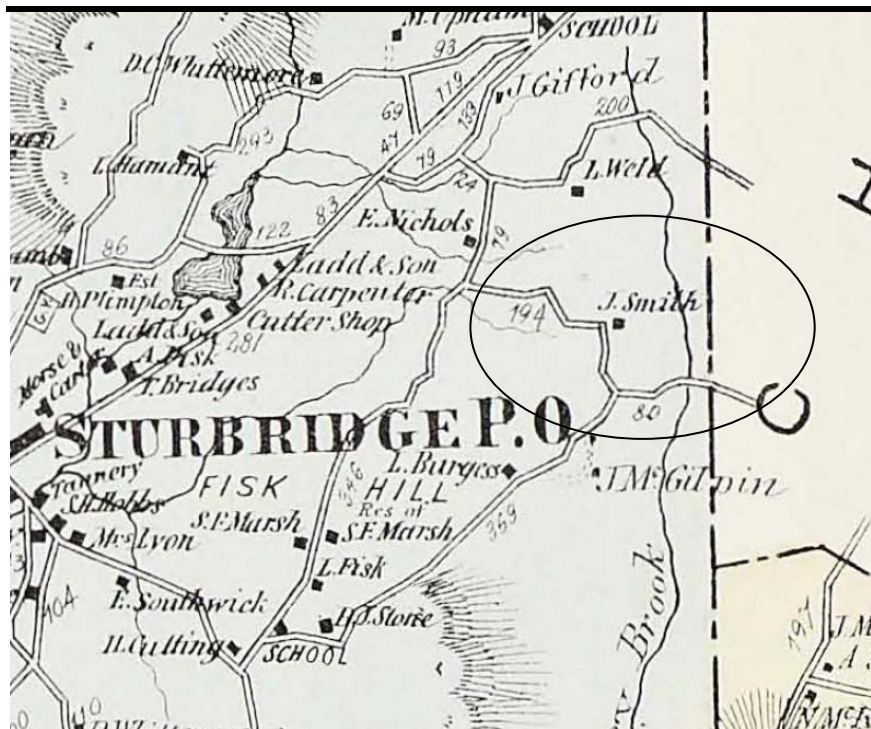 M. Upham
SCHOOL
93
D.C. Whittemore
J. Gifford
119
69
133
200
47
293
L. Hamant
79
24
L. Weld
83
E. Nichols
122
79
86
Ladd & Son
Est
H. Plimpton
R. Carpenter
J. Smith
194
Ladd & Son
Cutter Shop
281
A. Fisk
Morse &
Carter
T. Bridges
80
C
STURBRIDGE P.O
Tannery
L. Burgess
FISK
HILL
346
J. McGilpin
S.H. Hobbs
Res of
S.F. Marsh
S.F. Marsh
369
Mrs Lyon
L. Fisk
104
E. Southwick
Brook
197
H. Cutting
SCHOOL